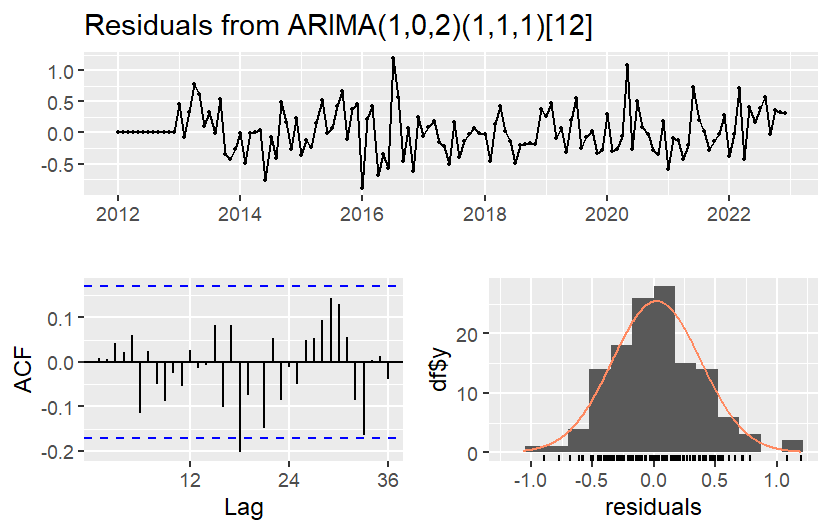 Residuals from ARIMA(1,0,2)(1,1,1)[12]
1.0
0.5
0.0
-0.5
2012 2014 2016 2018 2020 2022
ACF
0.1
0.0
-0.1
-0.2
12 24 36
Lag
df$y
20
10
0
-1.0 -0.5 0.0 0.5 1.0
residuals